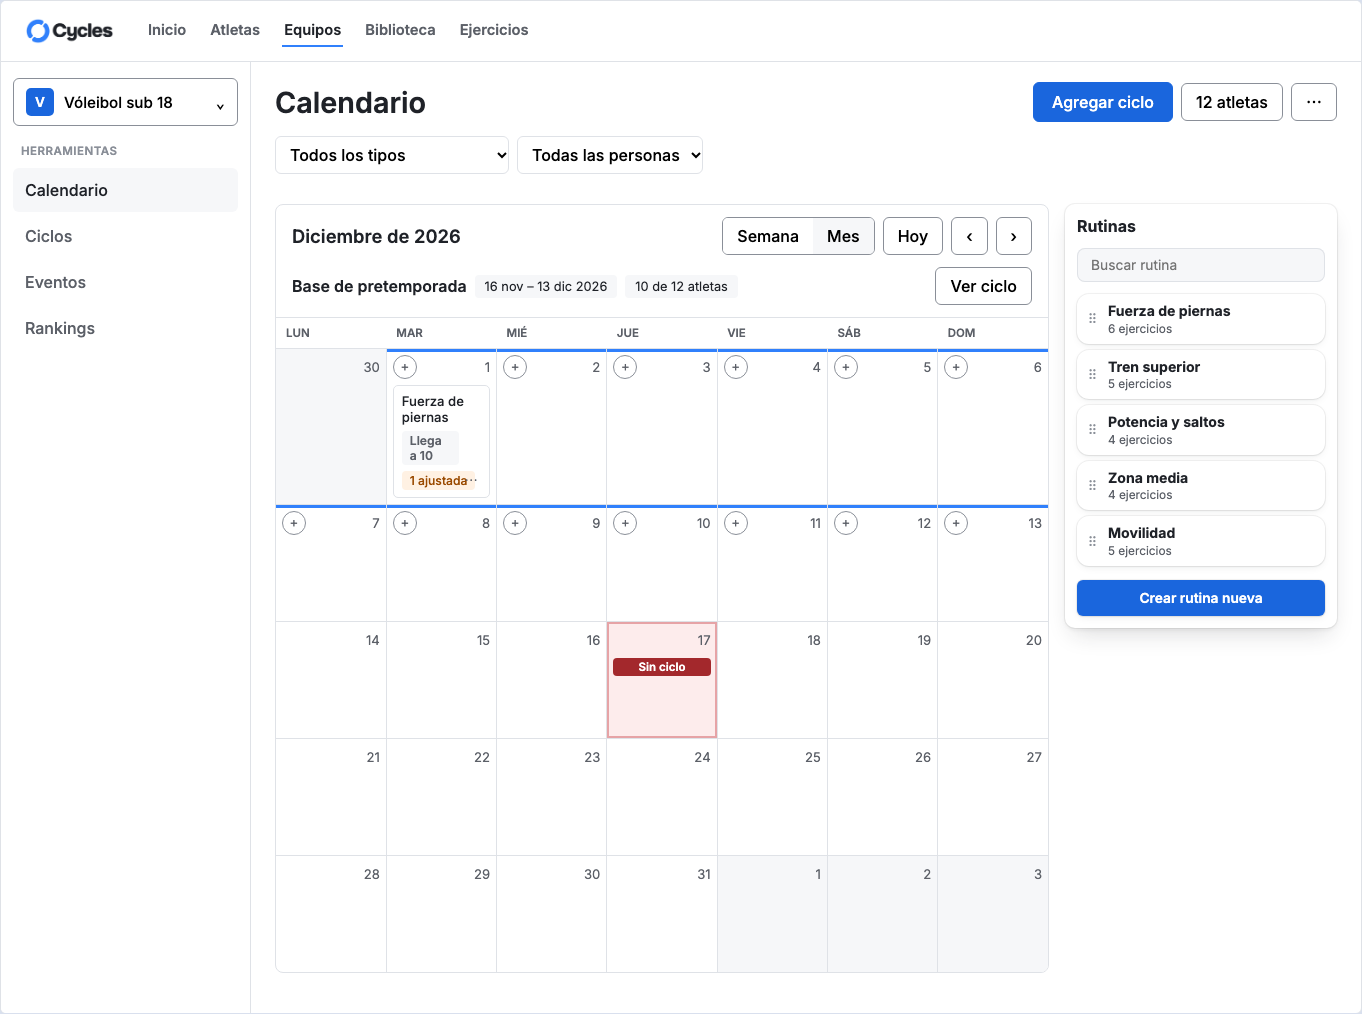 Cycles
Inicio
Atletas
Equipos
Biblioteca
Ejercicios
V
Vóleibol sub 18
HERRAMIENTAS
Calendario
Ciclos
Eventos
Rankings
Calendario
Agregar ciclo
12 atletas
...
Todos los tipos
Todas las personas
Diciembre de 2026
Semana
Mes
Hoy
‹
›
Base de pretemporada
16 nov – 13 dic 2026
10 de 12 atletas
Ver ciclo
LUN MAR MIÉ JUE VIE SÁB DOM
30 + 1 + 2 + 3 + 4 + 5 + 6
Fuerza de
piernas
Llega
a 10
1 ajustada ...
+ 7 + 8 + 9 + 10 + 11 + 12 + 13
14 15 16 17 18 19 20
Sin ciclo
21 22 23 24 25 26 27
28 29 30 31 1 2 3
Rutinas
Buscar rutina
Fuerza de piernas
6 ejercicios
Tren superior
5 ejercicios
Potencia y saltos
4 ejercicios
Zona media
4 ejercicios
Movilidad
5 ejercicios
Crear rutina nueva